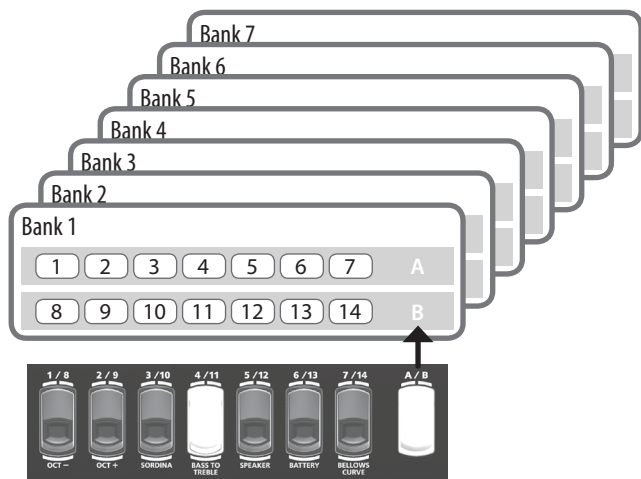 Bank 7
Bank 6
Bank 5
Bank 4
Bank 3
Bank 2
Bank 1
1 2 3 4 5 6 7 A
8 9 10 11 12 13 14 B
1 / 8 2 / 9 3 /10 4 /11 5 /12 6 /13 7 /14 A / B
OCT − OCT + SORDINA BASS TO TREBLE SPEAKER BATTERY BELLOWS CURVE